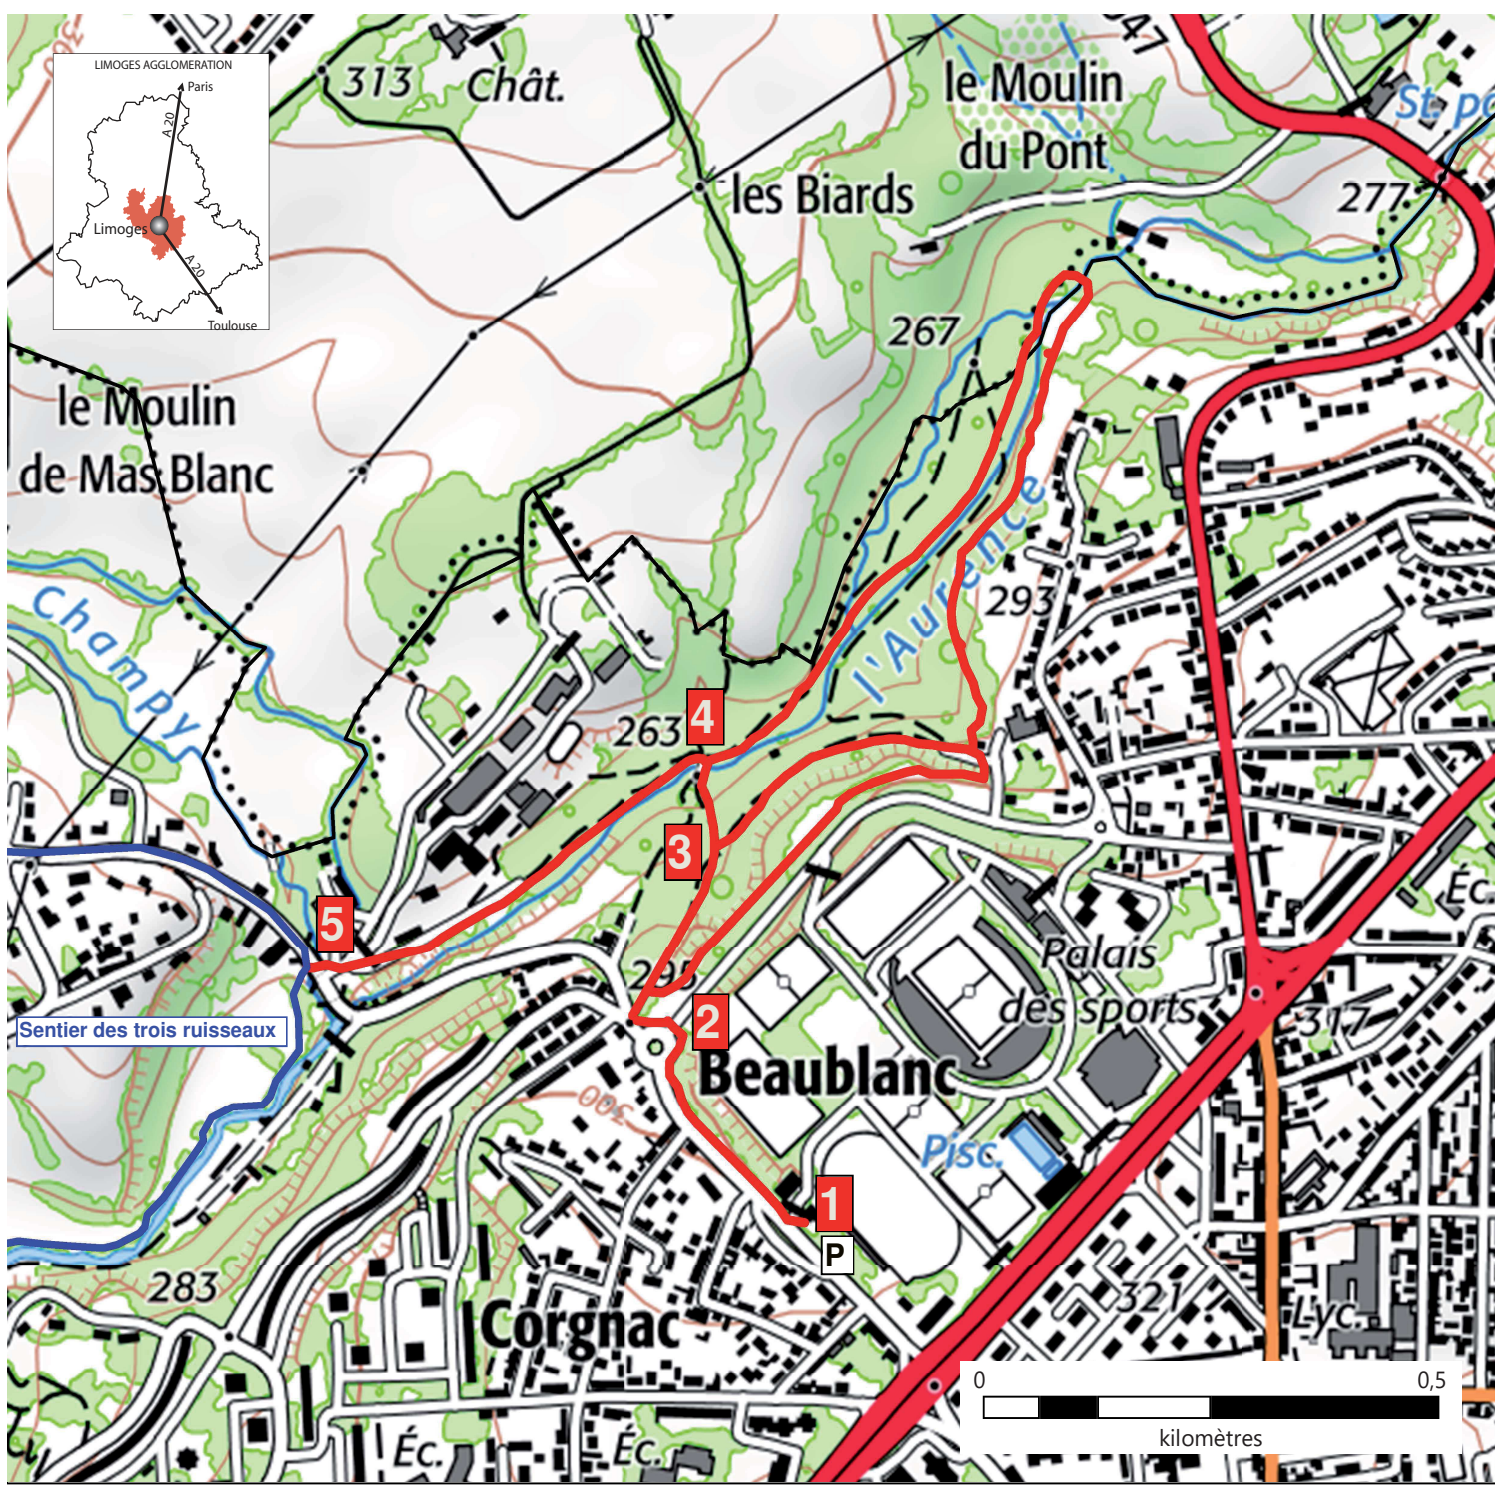 LIMOGES AGGLOMERATION
Paris
A 20
Limoges
A 20
Toulouse
313
Chât.
le Moulin
du Pont
les Biards
277
267
le Moulin
de Mas Blanc
Champy
l'Aurence
293
263
4
3
5
295
2
Sentier des trois ruisseaux
Beaublanc
Palais
des sports
Éc.
317
300
Pisc.
1
P
283
Corgnac
321
Lyc.
Éc.
Éc.
0
0,5
kilomètres